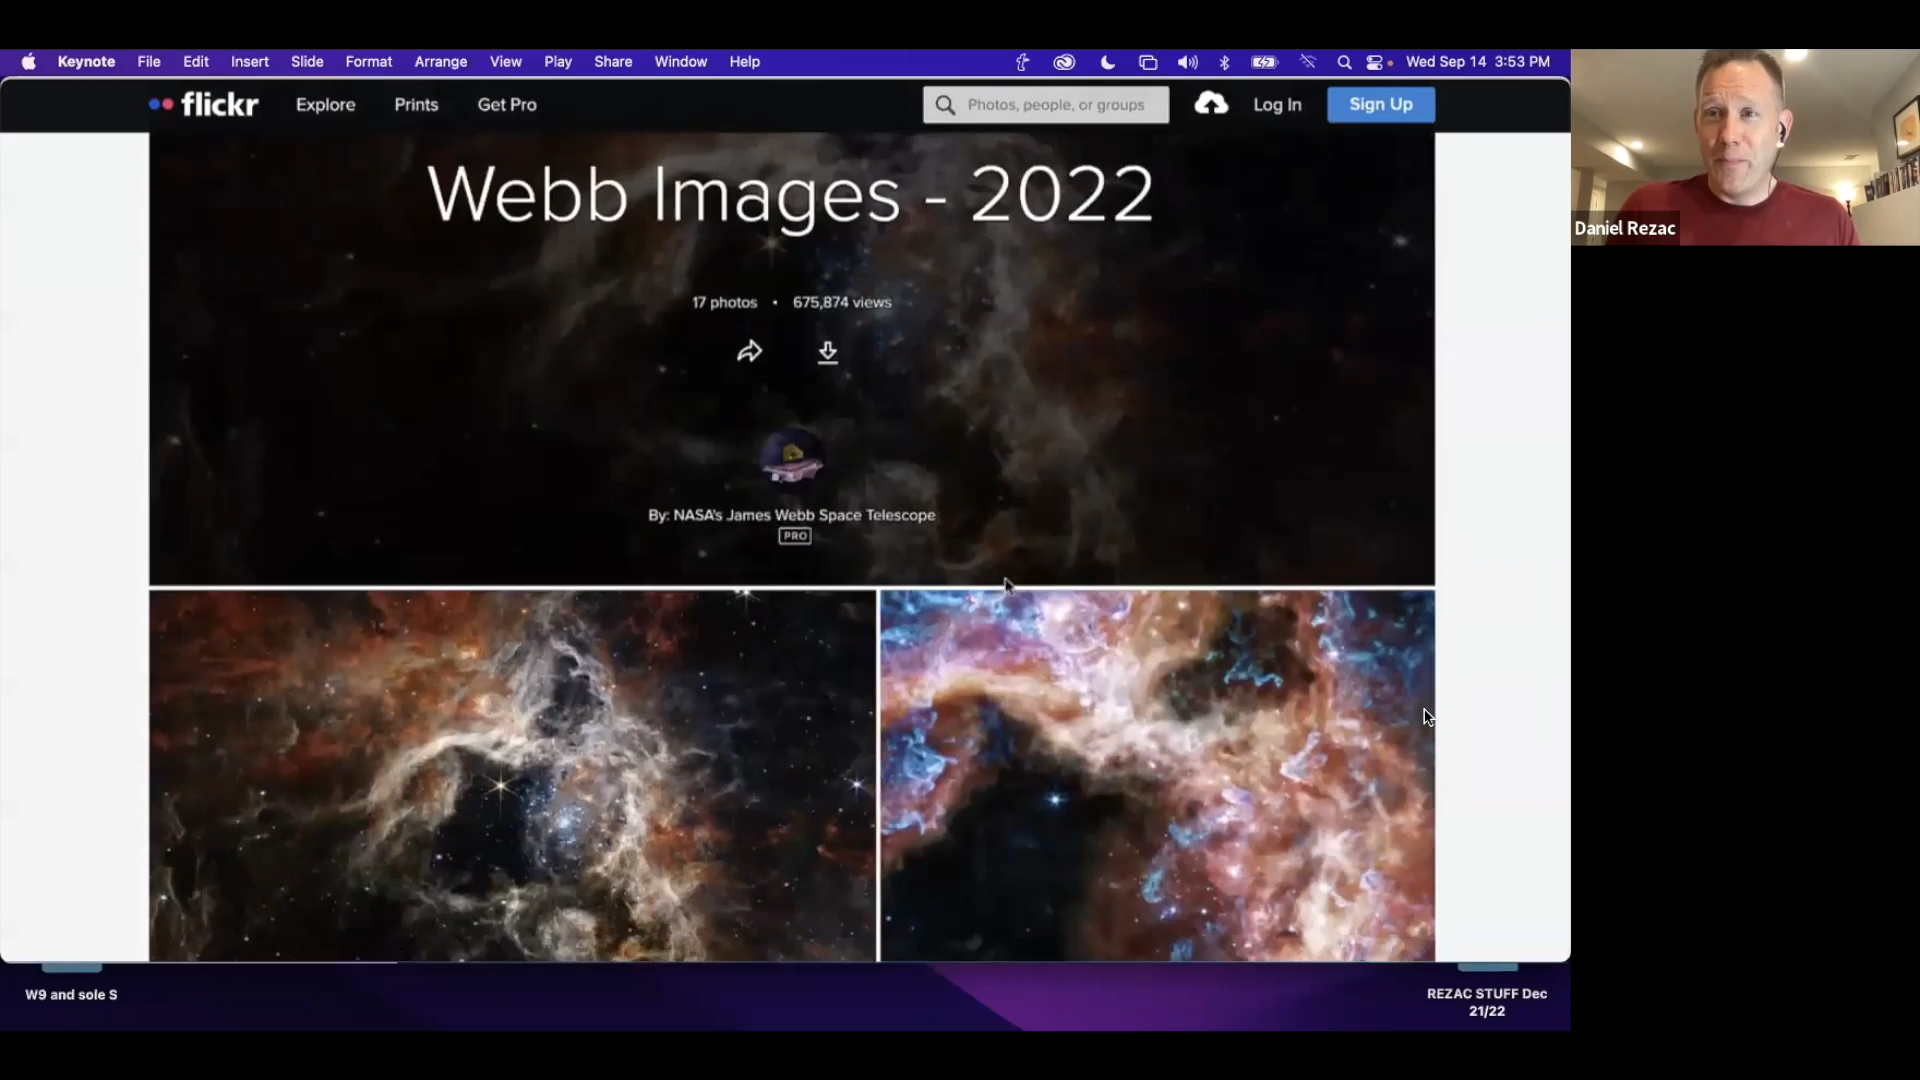 Keynote File Edit Insert Slide Format Arrange View Play Share Window Help Wed Sep 14 3:53 PM
flickr Explore Prints Get Pro Photos, people, or groups Log In Sign Up
Daniel Rezac
Webb Images - 2022
17 photos • 675,874 views
By: NASA's James Webb Space Telescope
PRO
W9 and sole S
REZAC STUFF Dec
21/22